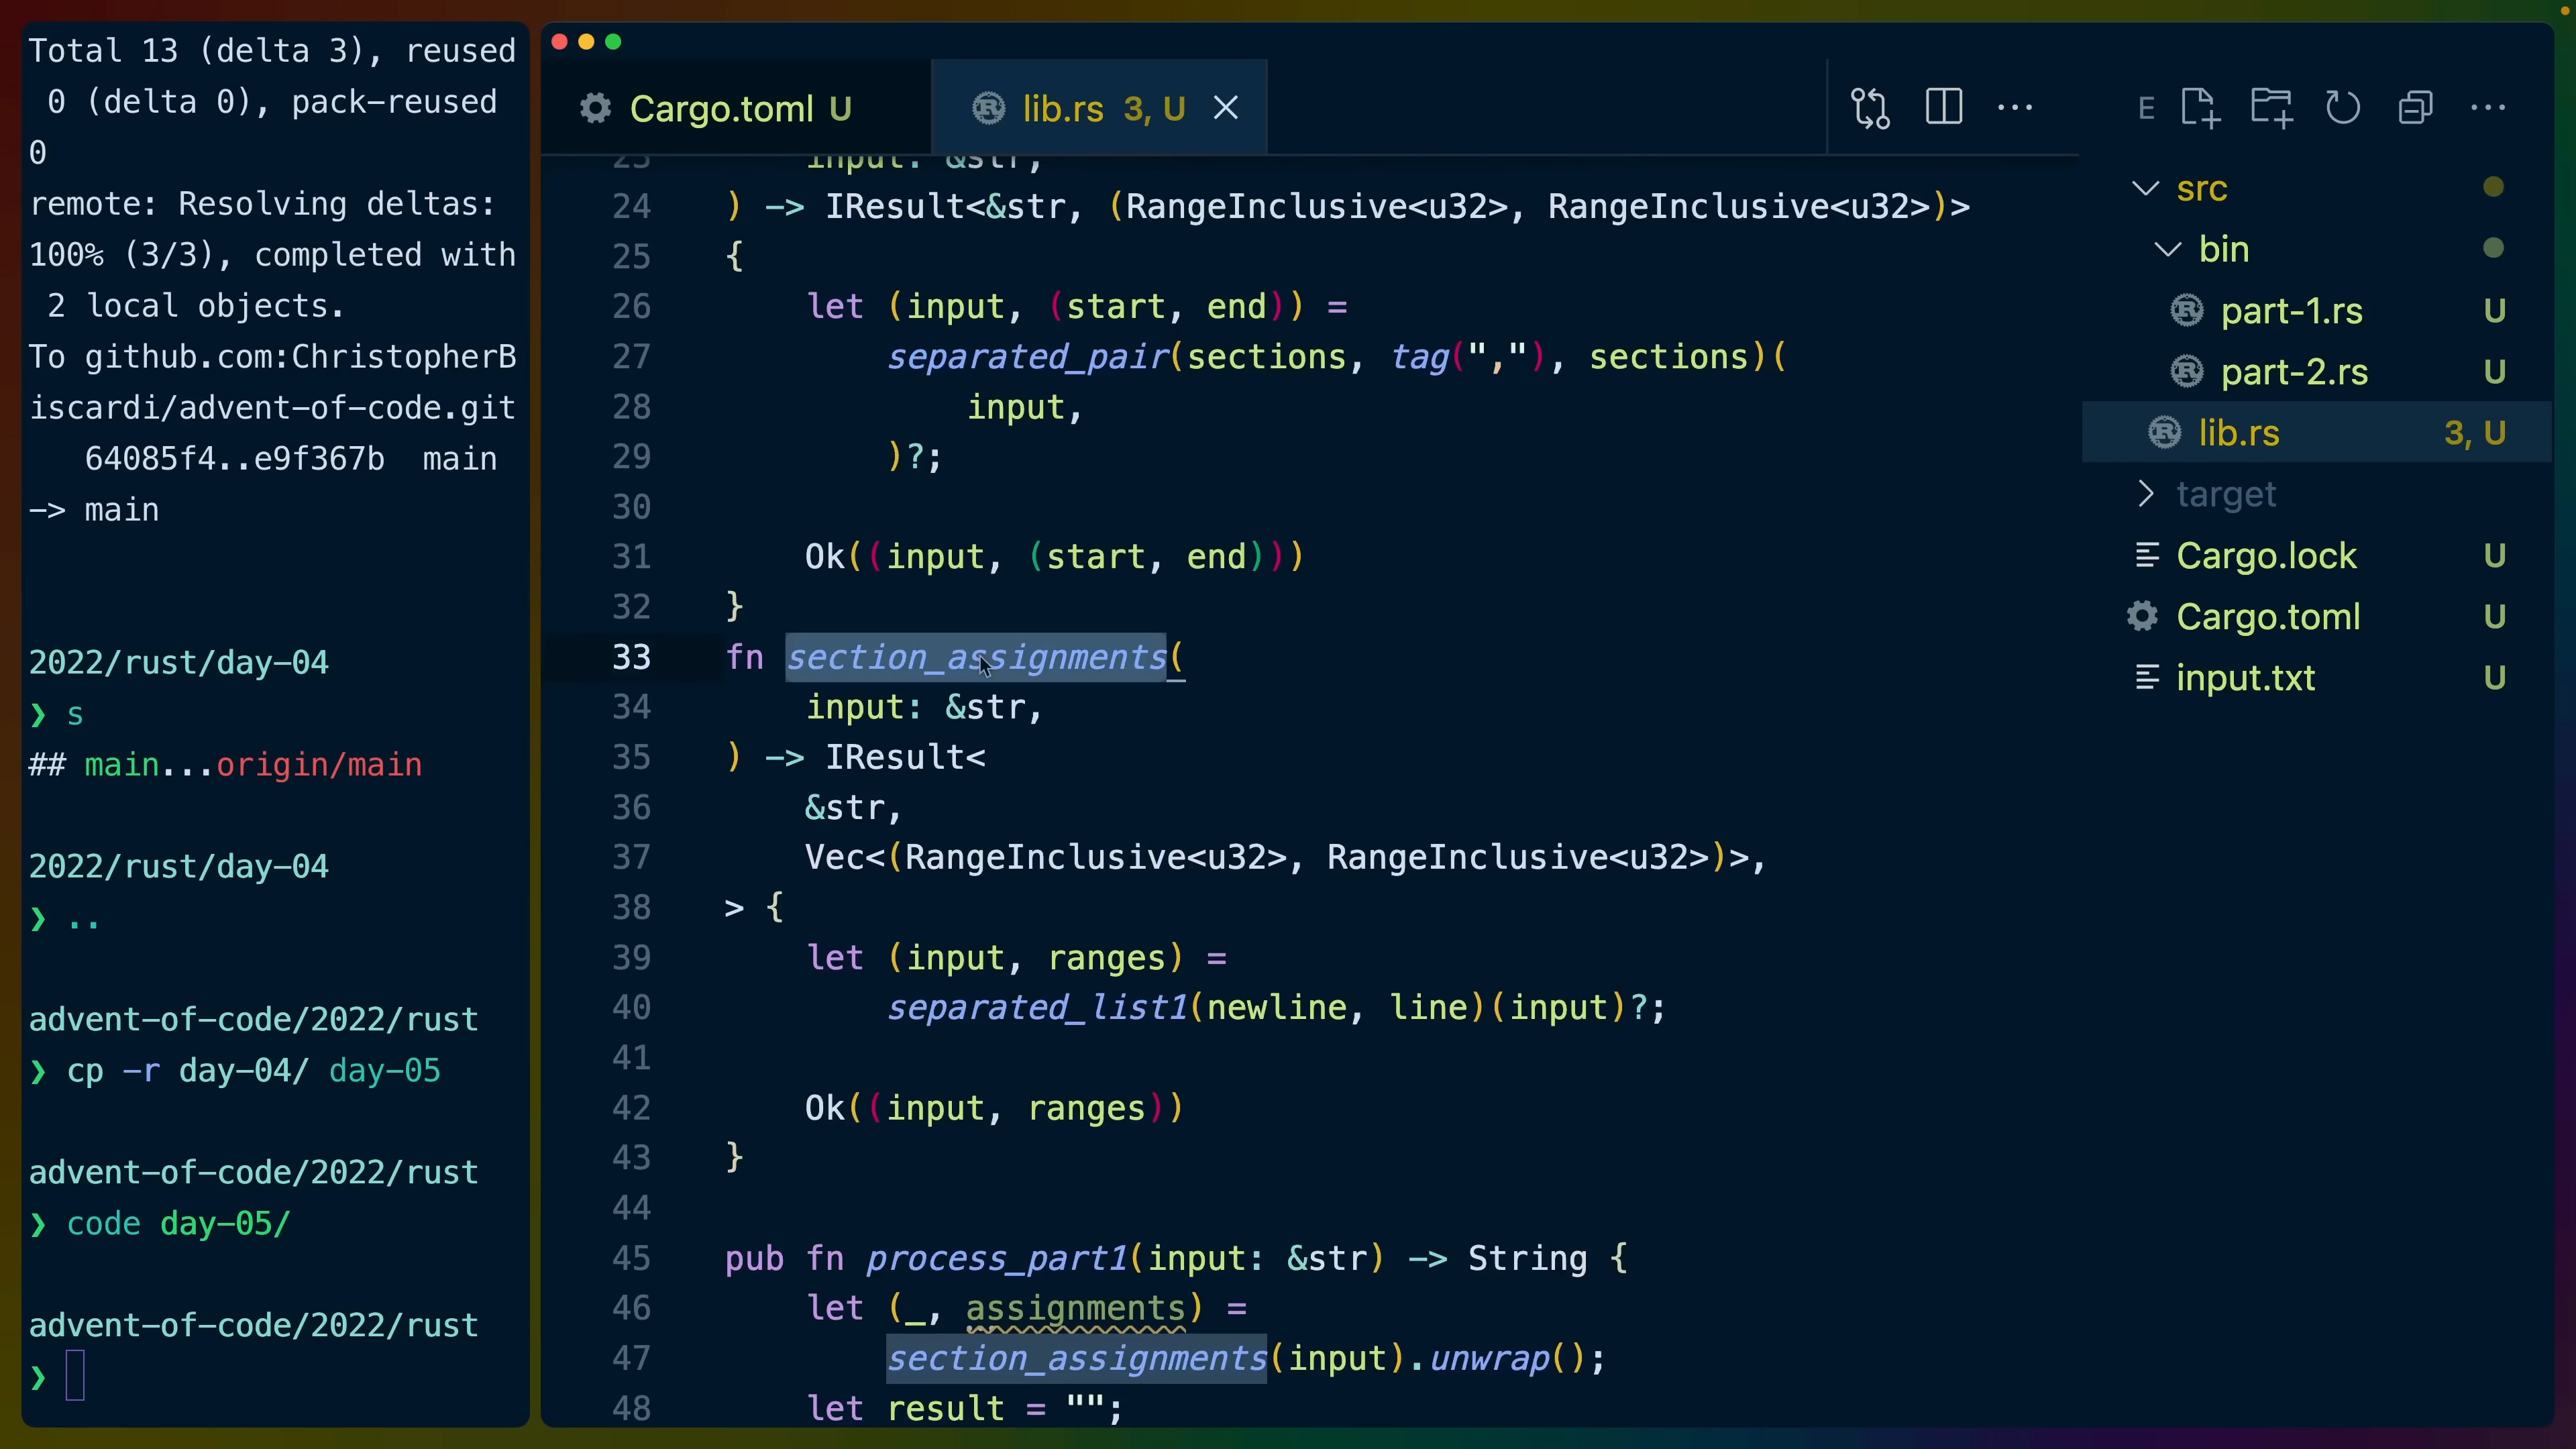 Total 13 (delta 3), reused
0 (delta 0), pack-reused
0
remote: Resolving deltas:
100% (3/3), completed with
2 local objects.
To github.com:ChristopherB
iscardi/advent-of-code.git
64085f4..e9f367b  main
-> main
2022/rust/day-04
❯ s
## main...origin/main
2022/rust/day-04
❯ ..
advent-of-code/2022/rust
❯ cp -r day-04/ day-05
advent-of-code/2022/rust
❯ code day-05/
advent-of-code/2022/rust
❯
Cargo.toml U
lib.rs 3, U
23 input: &str,
24 ) -> IResult<&str, (RangeInclusive<u32>, RangeInclusive<u32>)>
25 {
26 let (input, (start, end)) =
27 separated_pair(sections, tag(","), sections)(
28 input,
29 )?;
30
31 Ok((input, (start, end)))
32 }
33 fn section_assignments(
34 input: &str,
35 ) -> IResult<
36 &str,
37 Vec<(RangeInclusive<u32>, RangeInclusive<u32>)>,
38 > {
39 let (input, ranges) =
40 separated_list1(newline, line)(input)?;
41
42 Ok((input, ranges))
43 }
44
45 pub fn process_part1(input: &str) -> String {
46 let (_, assignments) =
47 section_assignments(input).unwrap();
48 let result = "";
E
src
bin
part-1.rs U
part-2.rs U
lib.rs 3, U
target
Cargo.lock U
Cargo.toml U
input.txt U